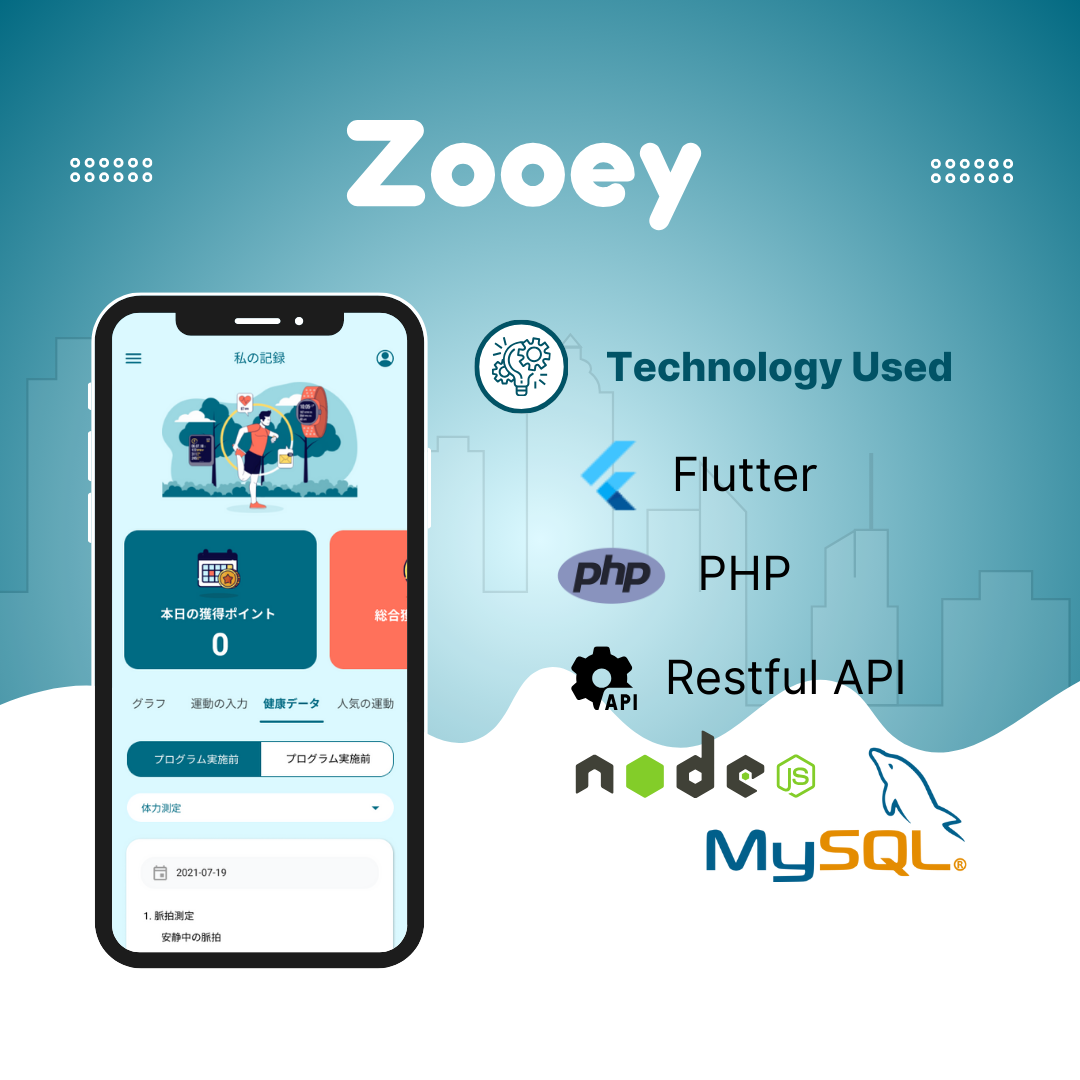 Zooey
私の記録
本日の獲得ポイント
0
総合
グラフ 運動の入力 健康データ 人気の運動
プログラム実施前 プログラム実施前
体力測定
2021-07-19
1. 脈拍測定
安静中の脈拍
Technology Used
Flutter
php PHP
API Restful API
node JS
MySQL®